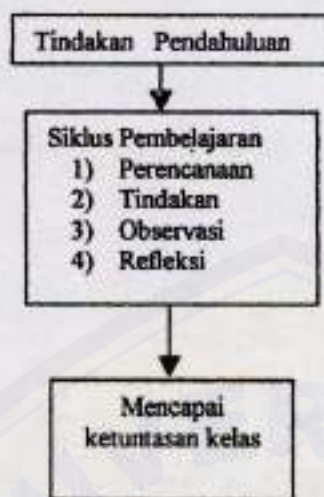 Tindakan Pendahuluan
Siklus Pembelajaran
1) Perencanaan
2) Tindakan
3) Observasi
4) Refleksi
Mencapai
ketuntasan kelas